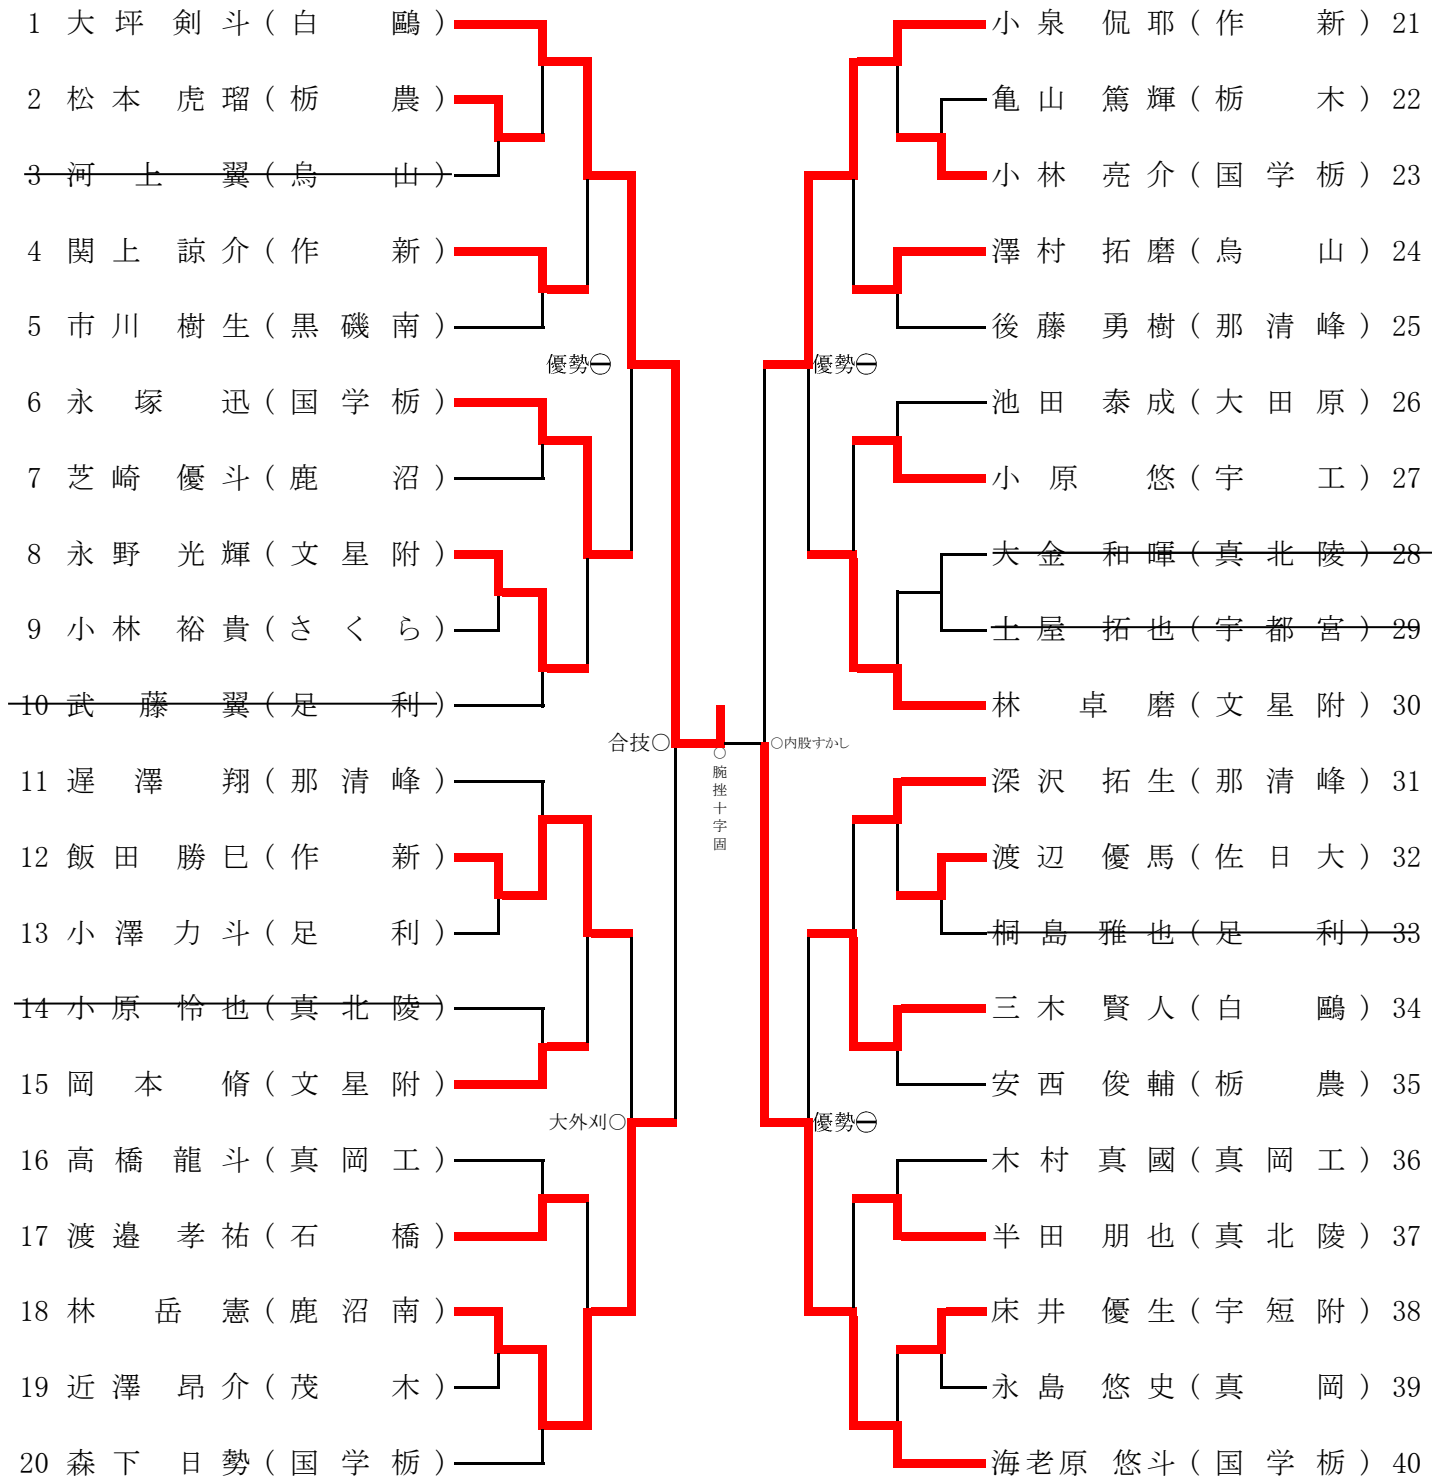 1 大坪 剣斗 ( 白 鷗 )
2 松本 虎瑠 ( 栃 農 )
3 河上 翼 ( 烏 山 )
4 関上 諒介 ( 作 新 )
5 市川 樹生 ( 黒磯南 )
優勢
6 永塚 迅 ( 国学栃 )
7 芝崎 優斗 ( 鹿 沼 )
8 永野 光輝 ( 文星附 )
9 小林 裕貴 ( さくら )
10 武藤 翼 ( 足 利 )
合技○
11 遅澤 翔 ( 那清峰 )
12 飯田 勝巳 ( 作 新 )
13 小澤 力斗 ( 足 利 )
14 小原 怜也 ( 真北陵 )
15 岡本 脩 ( 文星附 )
大外刈○
16 高橋 龍斗 ( 真岡工 )
17 渡邉 孝祐 ( 石 橋 )
18 林 岳憲 ( 鹿沼南 )
19 近澤 昂介 ( 茂 木 )
20 森下 日勢 ( 国学栃 )
○腕挫十字固
小泉 侃耶 ( 作 新 ) 21
亀山 篤輝 ( 栃 木 ) 22
小林 亮介 ( 国学栃 ) 23
澤村 拓磨 ( 烏 山 ) 24
後藤 勇樹 ( 那清峰 ) 25
優勢
池田 泰成 ( 大田原 ) 26
小原 悠 ( 宇 工 ) 27
大金 和暉 ( 真北陵 ) 28
士屋 拓也 ( 宇都宮 ) 29
林 卓磨 ( 文星附 ) 30
○内股すかし
深沢 拓生 ( 那清峰 ) 31
渡辺 優馬 ( 佐日大 ) 32
桐島 雅也 ( 足 利 ) 33
三木 賢人 ( 白 鷗 ) 34
安西 俊輔 ( 栃 農 ) 35
優勢
木村 真國 ( 真岡工 ) 36
半田 朋也 ( 真北陵 ) 37
床井 優生 ( 宇短附 ) 38
永島 悠史 ( 真 岡 ) 39
海老原 悠斗 ( 国学栃 ) 40